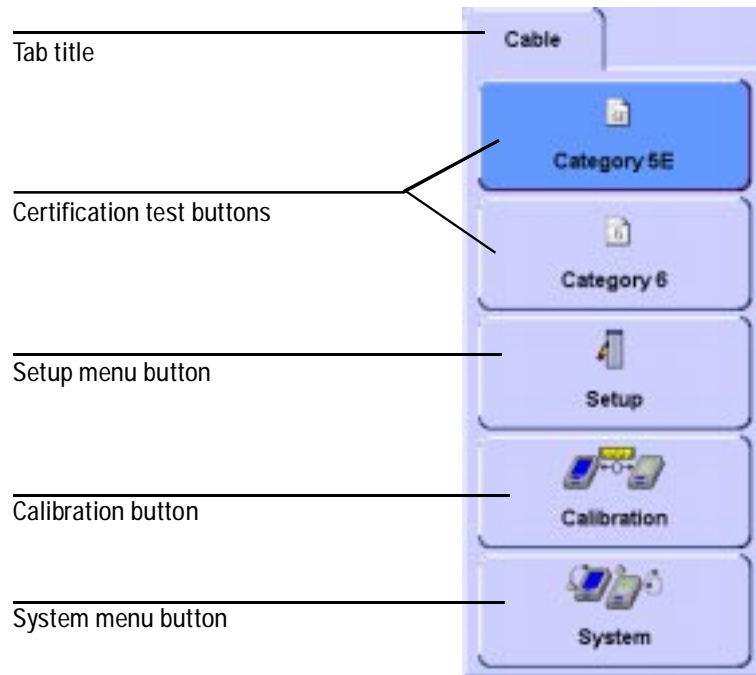 Cable
Tab title
Category 5E
Certification test buttons
Category 6
Setup menu button
Setup
Calibration button
Calibration
System menu button
System